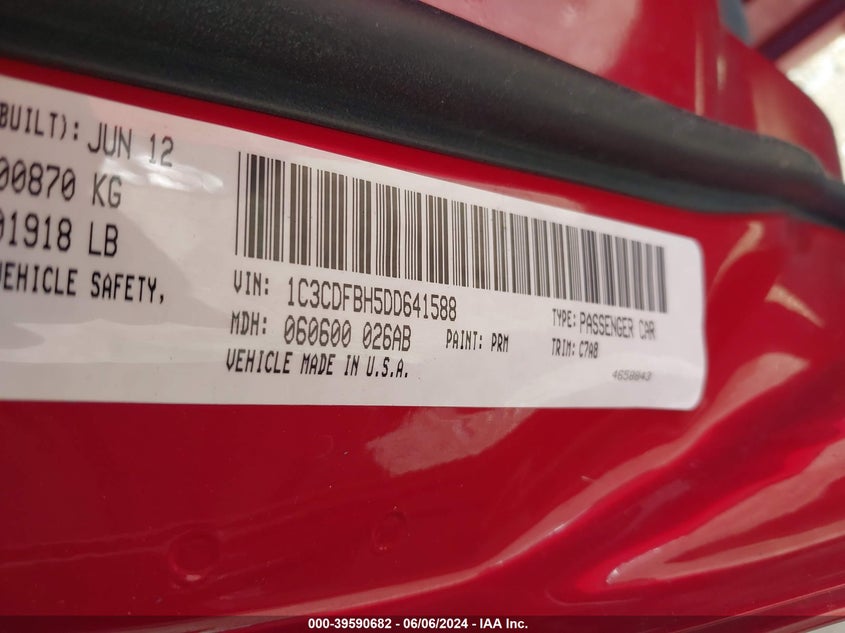 BUILT): JUN 12
00870 KG
01918 LB
VEHICLE SAFETY,
VIN: 1C3CDFBH5DD641588
MDH: 060600 026AB PAINT: PRM
VEHICLE MADE IN U.S.A.
TYPE: PASSENGER CAR
TRIM: C7A8
4658843
000-39590682 - 06/06/2024 - IAA Inc.